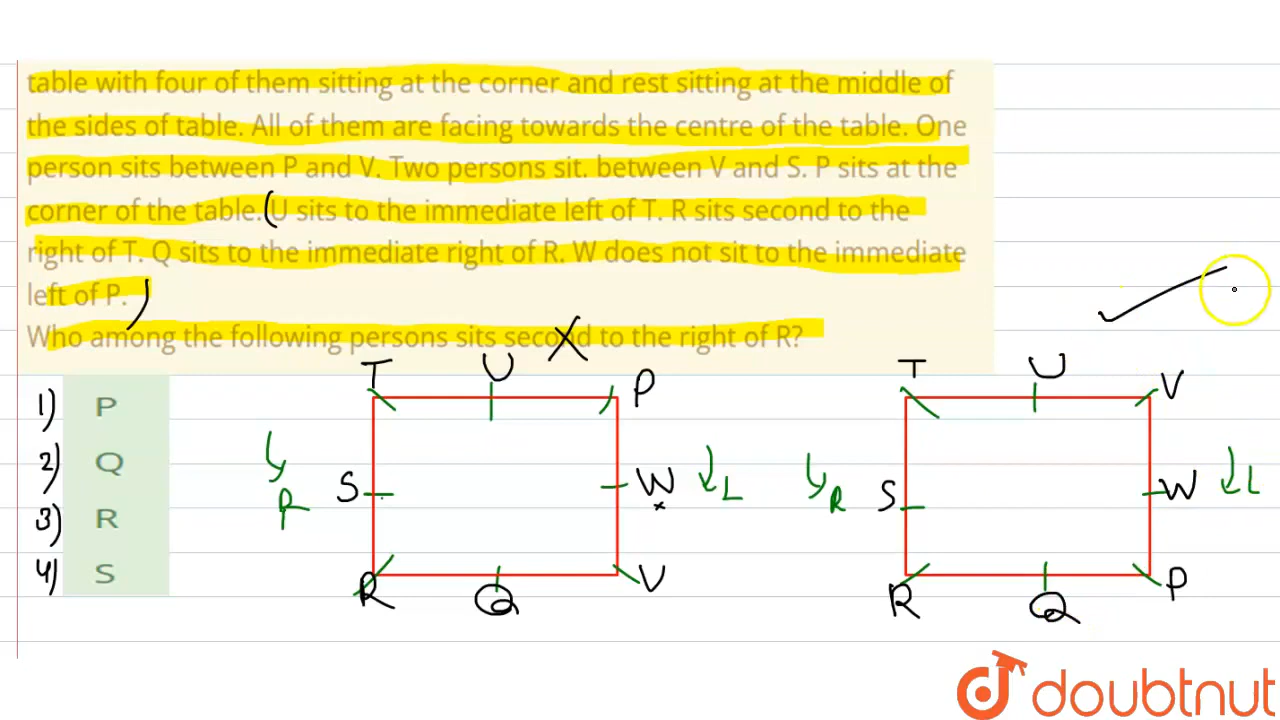 table with four of them sitting at the corner and rest sitting at the middle of
the sides of table. All of them are facing towards the centre of the table. One
person sits between P and V. Two persons sit. between V and S. P sits at the
corner of the table. (U sits to the immediate left of T. R sits second to the
right of T. Q sits to the immediate right of R. W does not sit to the immediate
left of P. )
Who among the following persons sits second to the right of R?
X
1) P
2) Q
3) R
4) S
T U P
S W
R Q V
R
L
x
T U V
S W
R Q P
R
L
doubtnut